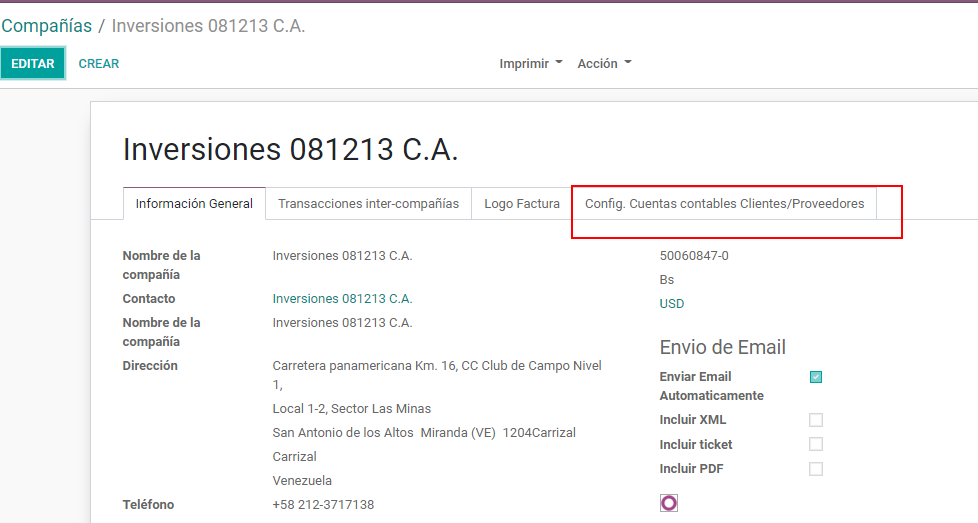 Compañías / Inversiones 081213 C.A.
EDITAR CREAR Imprimir Acción
Inversiones 081213 C.A.
Información General Transacciones inter-compañías Logo Factura Config. Cuentas contables Clientes/Proveedores
Nombre de la compañía Inversiones 081213 C.A.
Contacto Inversiones 081213 C.A.
Nombre de la compañía Inversiones 081213 C.A.
Dirección Carretera panamericana Km. 16, CC Club de Campo Nivel
1,
Local 1-2, Sector Las Minas
San Antonio de los Altos Miranda (VE) 1204Carrizal
Carrizal
Venezuela
Teléfono +58 212-3717138
50060847-0
Bs
USD
Envio de Email
Enviar Email
Automaticamente
Incluir XML
Incluir ticket
Incluir PDF